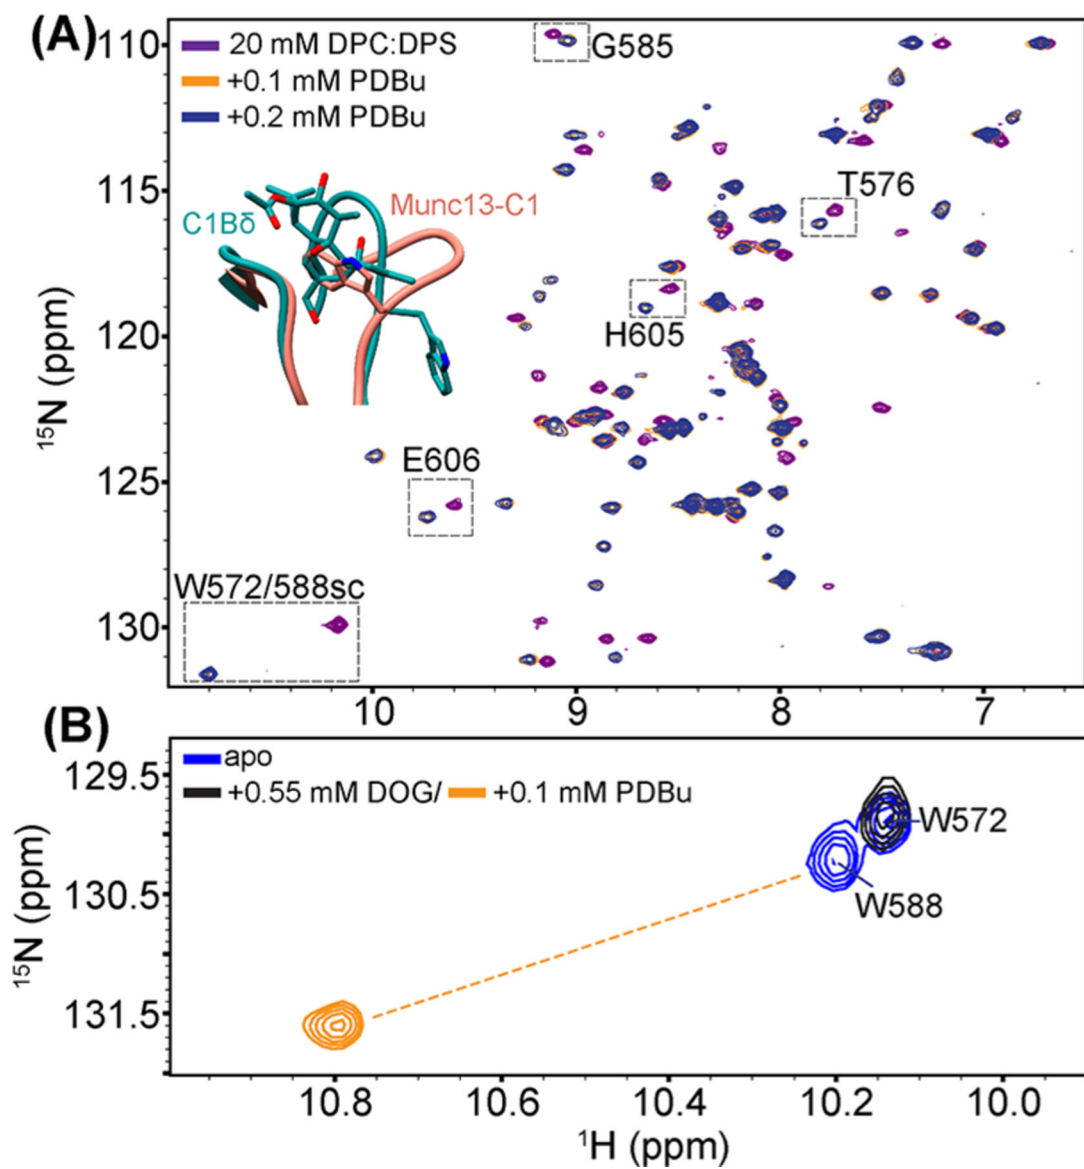 (A)
20 mM DPC:DPS
+0.1 mM PDBu
+0.2 mM PDBu
G585
C1Bδ
Munc13-C1
T576
H605
E606
W572/588sc
110
115
120
125
130
¹⁵N (ppm)
10
9
8
7
(B)
apo
+0.55 mM DOG/ +0.1 mM PDBu
W572
W588
129.5
130.5
131.5
¹⁵N (ppm)
10.8
10.6
10.4
10.2
10.0
¹H (ppm)